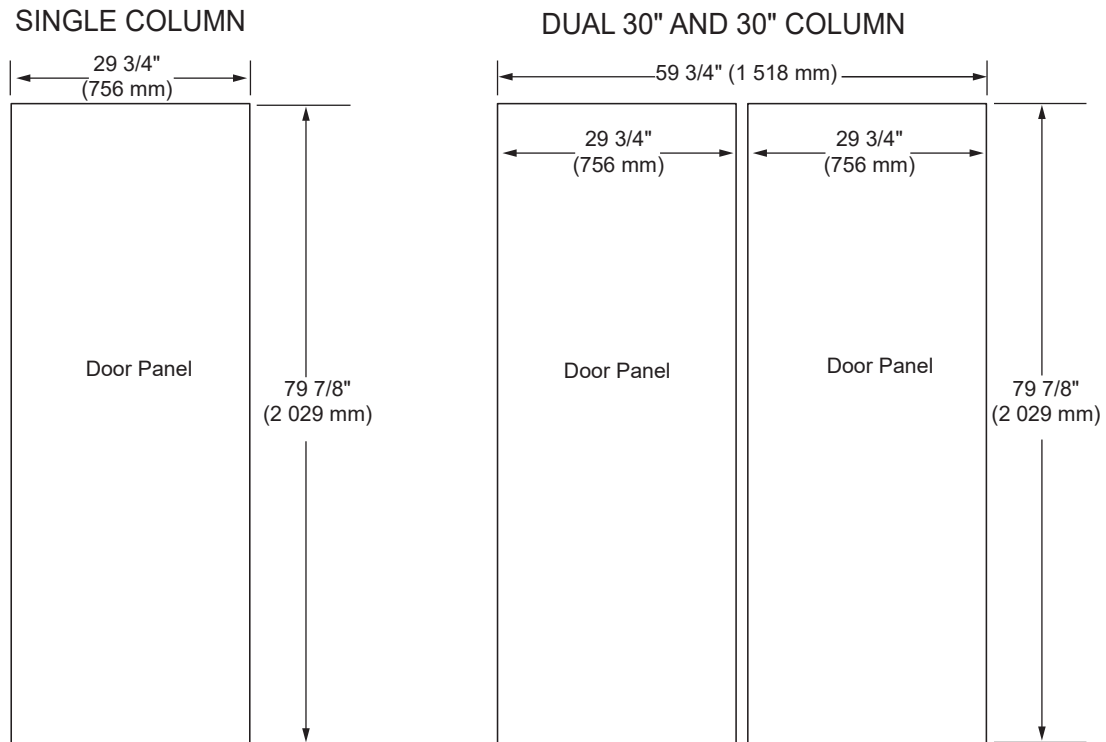 SINGLE COLUMN
29 3/4"
(756 mm)
Door Panel
79 7/8"
(2 029 mm)
DUAL 30" AND 30" COLUMN
59 3/4" (1 518 mm)
29 3/4"
(756 mm)
29 3/4"
(756 mm)
Door Panel
Door Panel
79 7/8"
(2 029 mm)